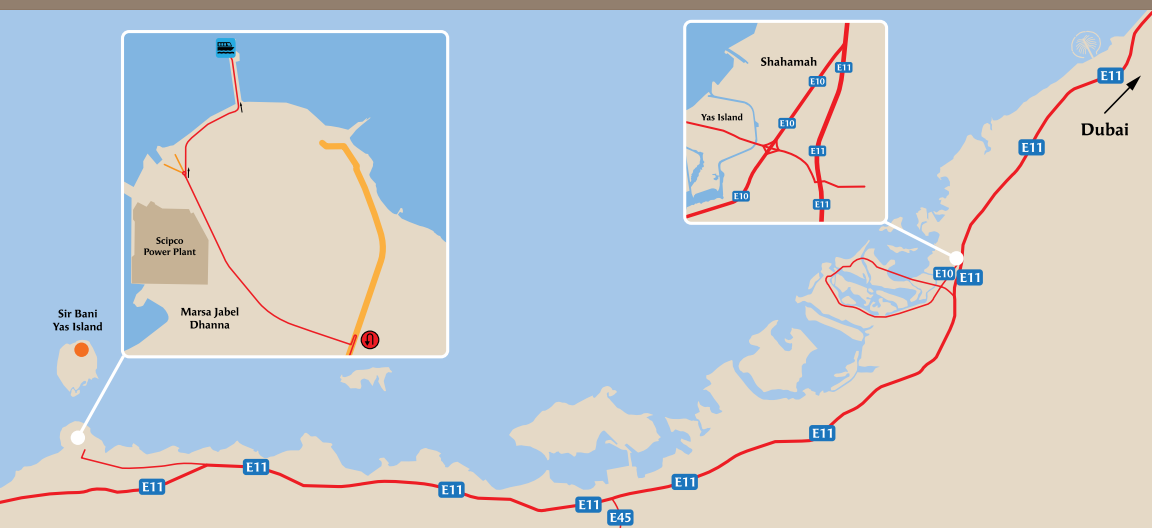 Shahamah
E10
E11
Yas Island
E10
E11
E10
E11
E11
Dubai
E11
Scipco
Power Plant
Marsa Jabel
Dhanna
Sir Bani
Yas Island
E10
E11
E11
E11
E11
E11
E11
E11
E45